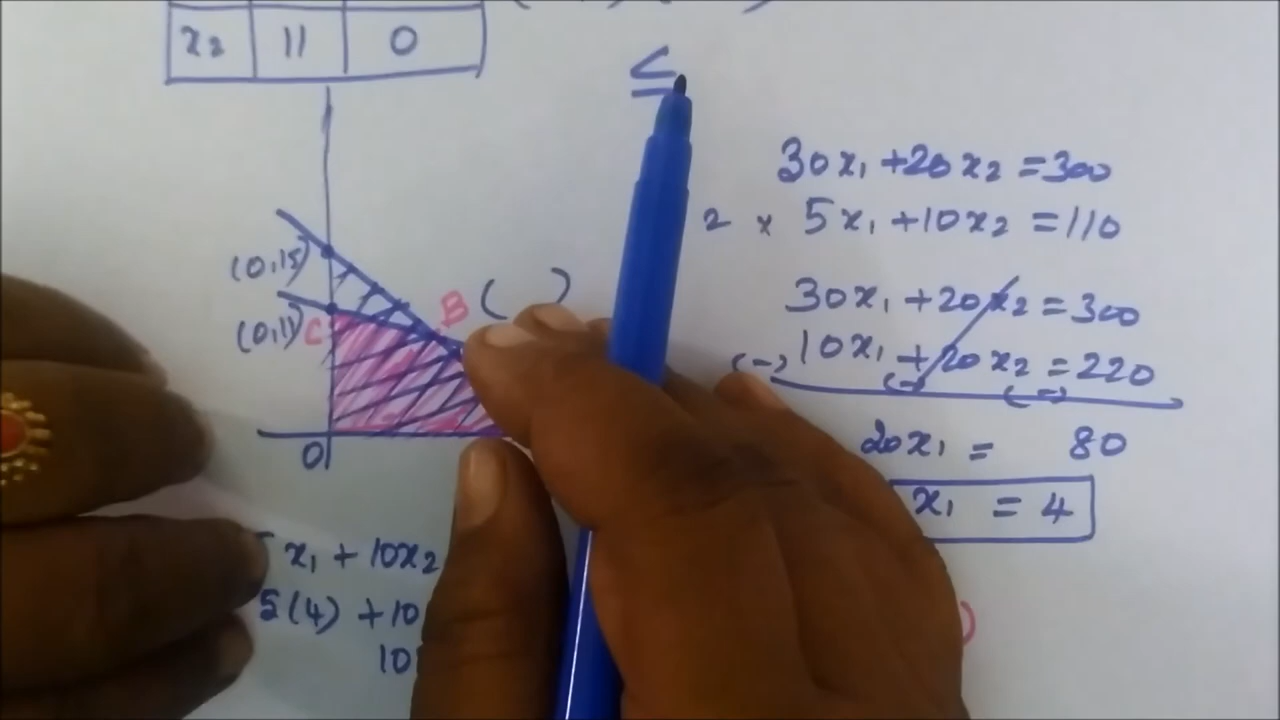 x₂ 11 0
≤
30x₁ + 20x₂ = 300
2 × 5x₁ + 10x₂ = 110
(0,15)
B ( )
30x₁ + 20x₂ = 300
(0,11) C
(-) 10x₁ + 20x₂ = 220
(-) (-)
20x₁ = 80
0
x₁ = 4
5x₁ + 10x₂
5(4) + 10
10
)